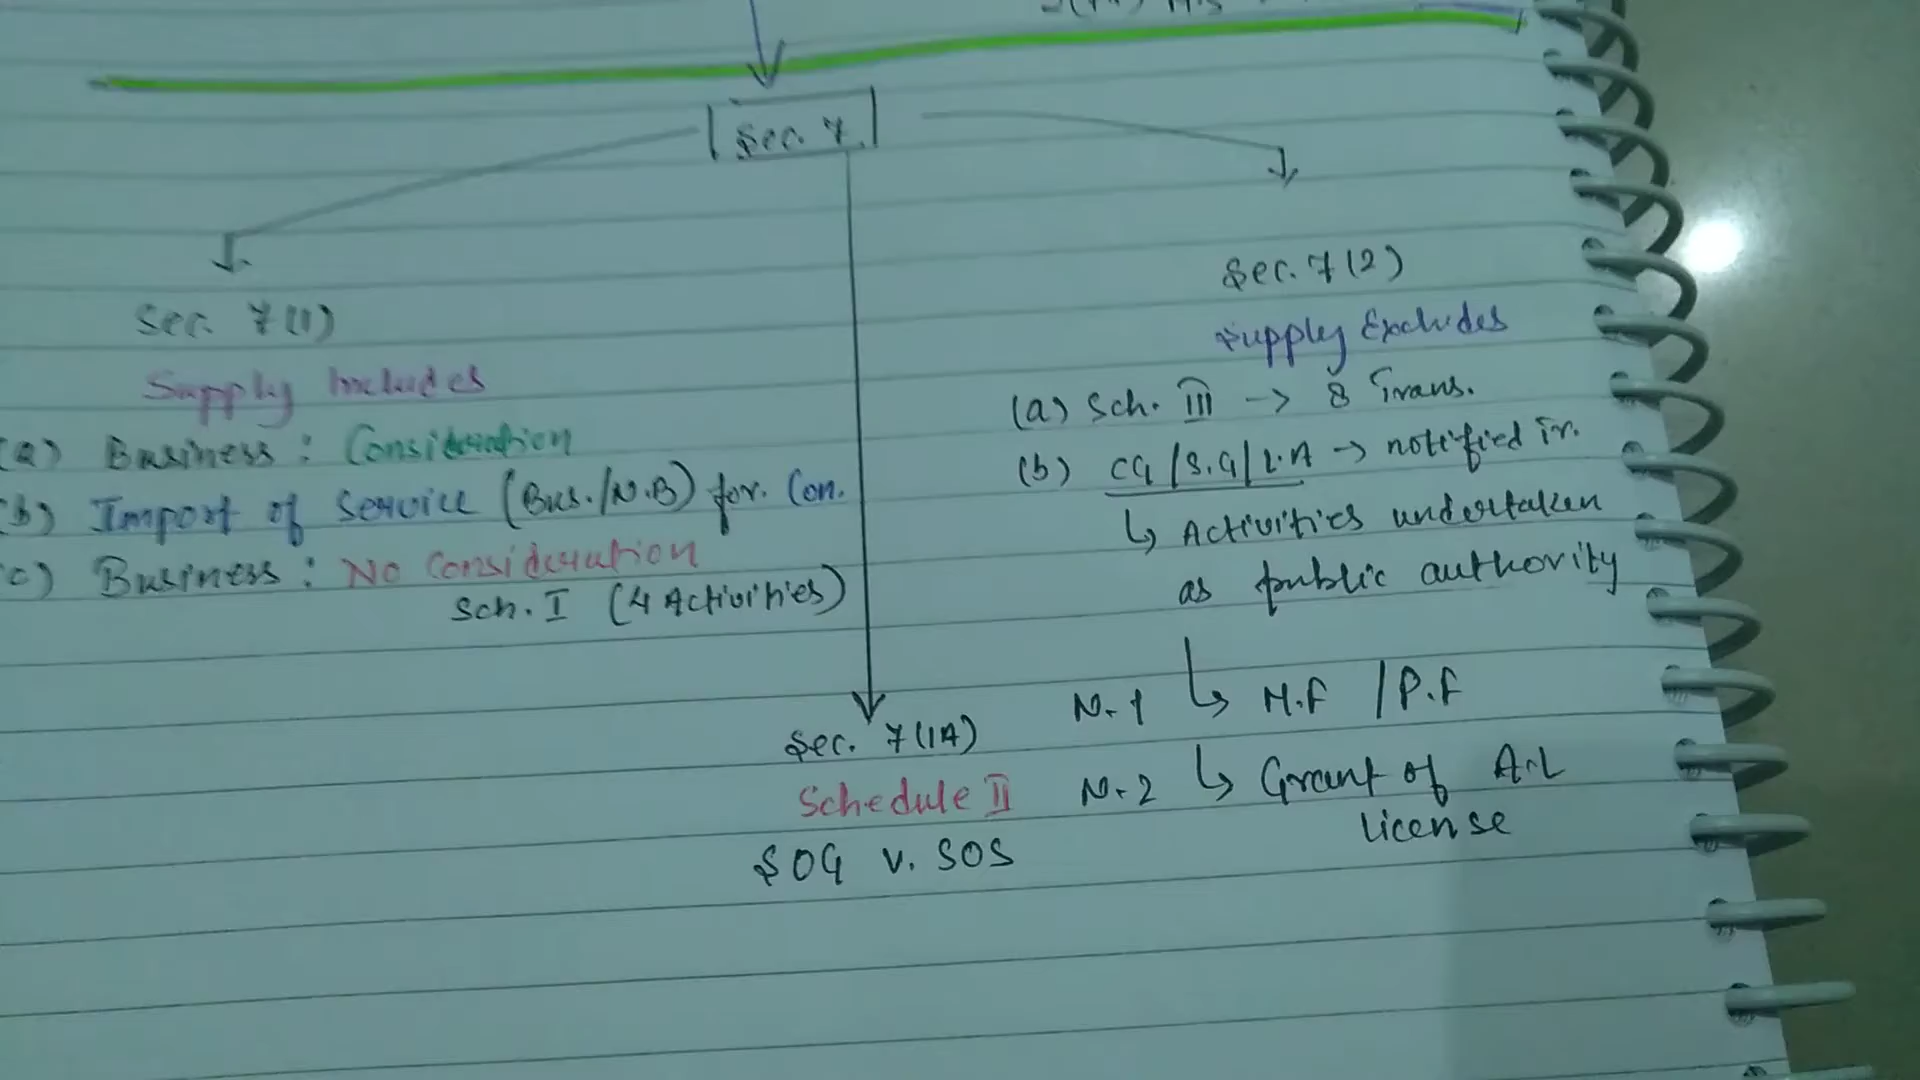 Sec. 7
Sec. 7(1)
Supply Includes
(a) Business : Consideration
(b) Import of Service (Bus./N.B) for. Con.
(c) Business : No Consideration
Sch. I (4 Activities)
Sec. 7(1A)
Schedule II
SOG v. SOS
Sec. 7(2)
Supply Excludes
(a) Sch. III -> 8 Trans.
(b) CG/S.G/L.A -> notified Tr.
↳ Activities undertaken
as public authority
N-1 ↳ M.F / P.F
N-2 ↳ Grant of A.L
license